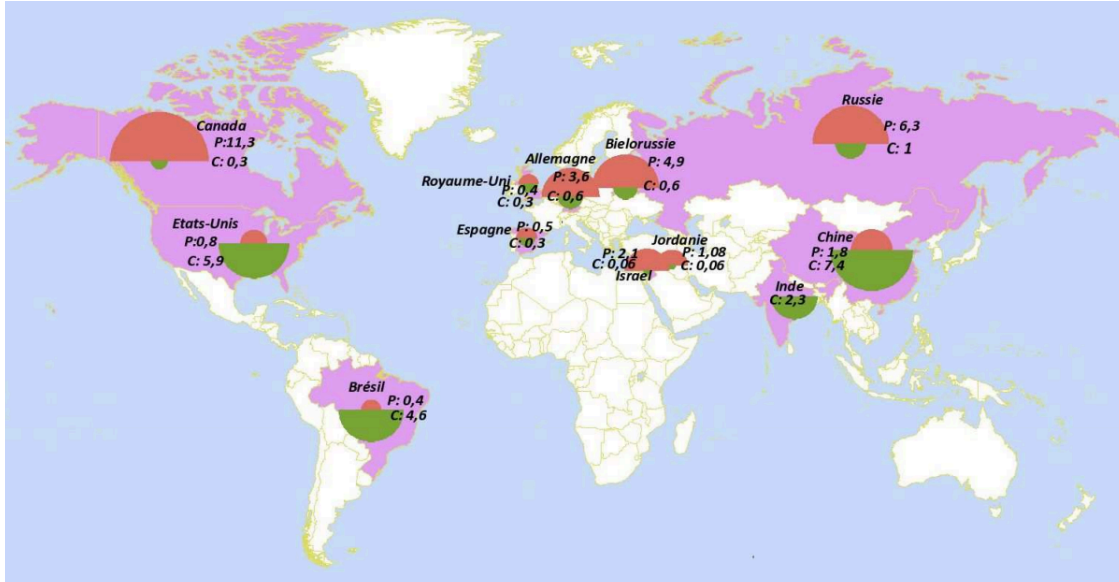 Canada
P:11,3
C: 0,3
Etats-Unis
P:0,8
C: 5,9
Brésil
P: 0,4
C: 4,6
Royaume-Uni
P: 0,4
C: 0,3
Espagne
P: 0,5
C: 0,3
Allemagne
P: 3,6
C: 0,6
Bielorussie
P: 4,9
C: 0,6
P: 2,1
C: 0,06
Israel
Jordanie
P: 1,08
C: 0,06
Russie
P: 6,3
C: 1
Chine
P: 1,8
C: 7,4
Inde
C: 2,3